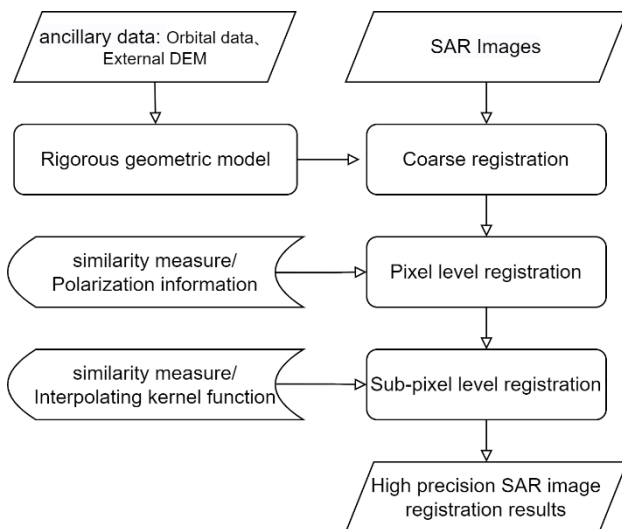 ancillary data: Orbital data、
External DEM
SAR Images
Rigorous geometric model
Coarse registration
similarity measure/
Polarization information
Pixel level registration
similarity measure/
Interpolating kernel function
Sub-pixel level registration
High precision SAR image
registration results